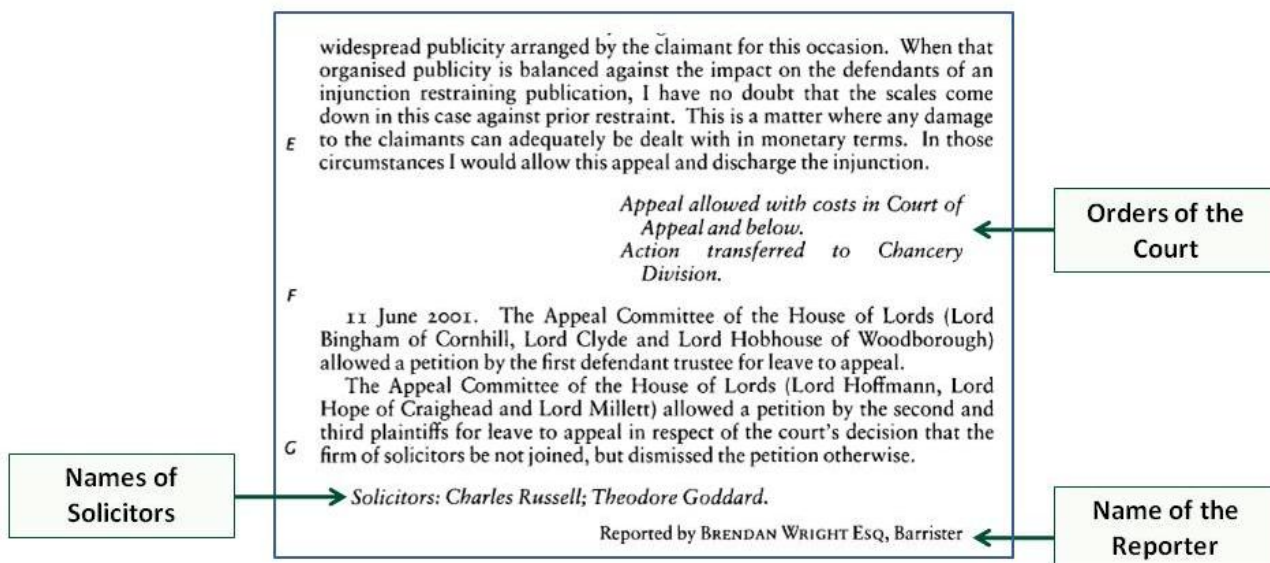 widespread publicity arranged by the claimant for this occasion. When that
organised publicity is balanced against the impact on the defendants of an
injunction restraining publication, I have no doubt that the scales come
down in this case against prior restraint. This is a matter where any damage
E
to the claimants can adequately be dealt with in monetary terms. In those
circumstances I would allow this appeal and discharge the injunction.
Appeal allowed with costs in Court of
Appeal and below.
Action transferred to Chancery
Division.
Orders of the
Court
F
11 June 2001. The Appeal Committee of the House of Lords (Lord
Bingham of Cornhill, Lord Clyde and Lord Hobhouse of Woodborough)
allowed a petition by the first defendant trustee for leave to appeal.
The Appeal Committee of the House of Lords (Lord Hoffmann, Lord
Hope of Craighead and Lord Millett) allowed a petition by the second and
third plaintiffs for leave to appeal in respect of the court's decision that the
G
firm of solicitors be not joined, but dismissed the petition otherwise.
Names of
Solicitors
Solicitors: Charles Russell; Theodore Goddard.
Reported by BRENDAN WRIGHT ESQ, Barrister
Name of the
Reporter